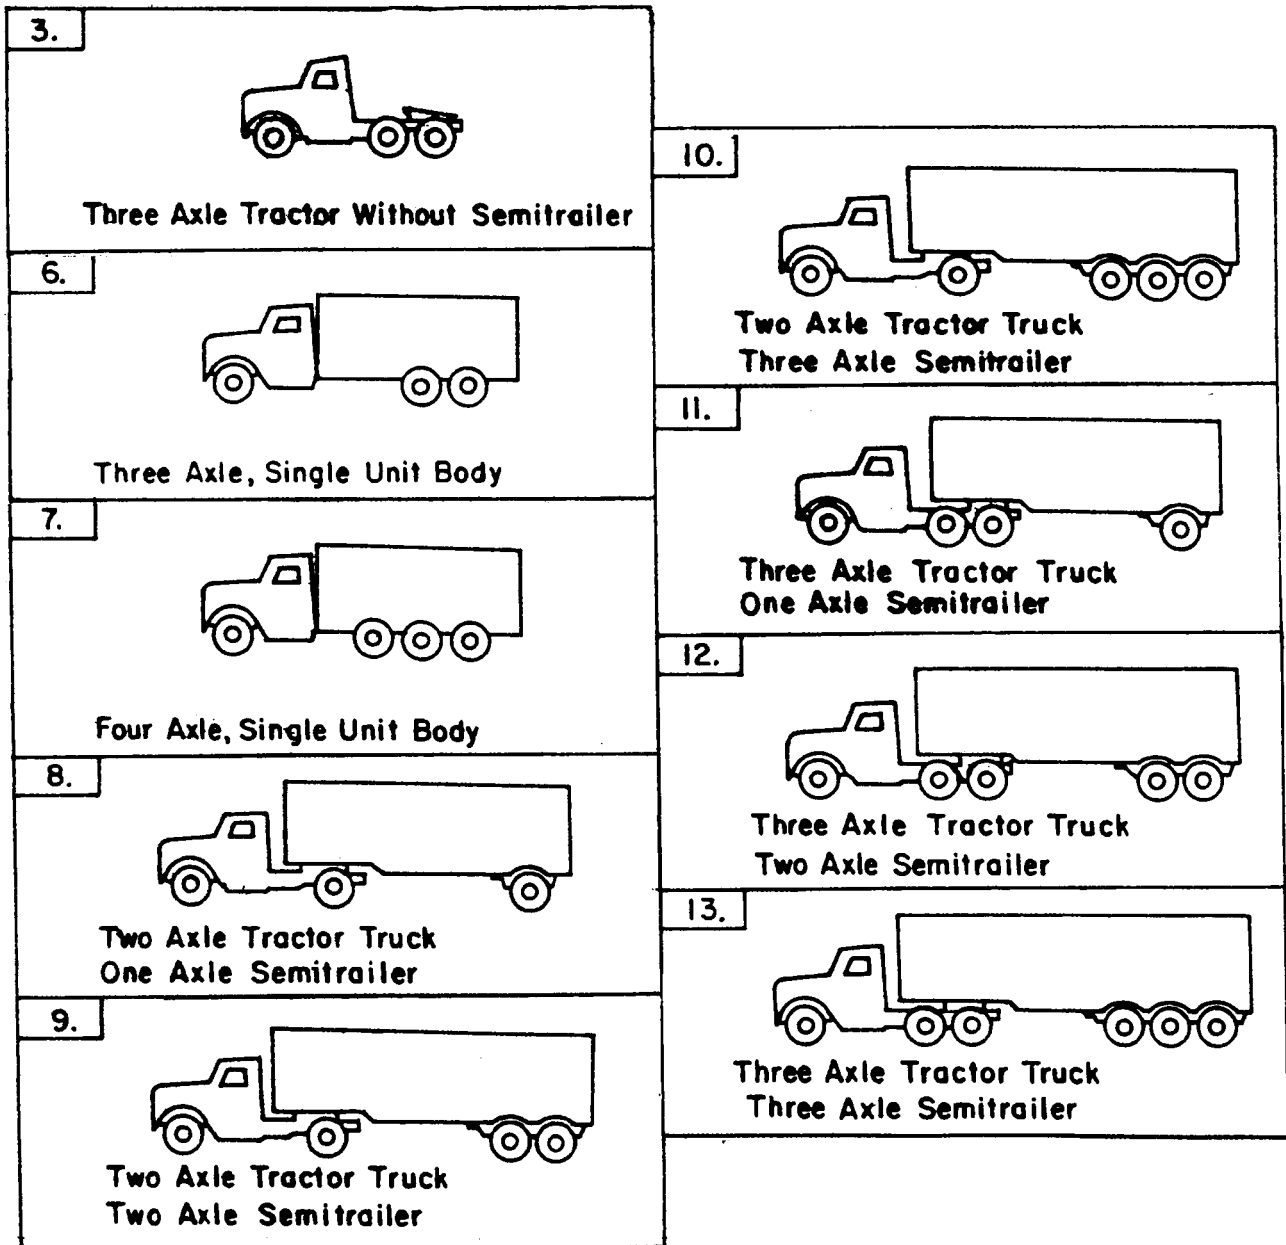 3.
Three Axle Tractor Without Semitrailer
6.
Three Axle, Single Unit Body
7.
Four Axle, Single Unit Body
8.
Two Axle Tractor Truck
One Axle Semitrailer
9.
Two Axle Tractor Truck
Two Axle Semitrailer
10.
Two Axle Tractor Truck
Three Axle Semitrailer
11.
Three Axle Tractor Truck
One Axle Semitrailer
12.
Three Axle Tractor Truck
Two Axle Semitrailer
13.
Three Axle Tractor Truck
Three Axle Semitrailer